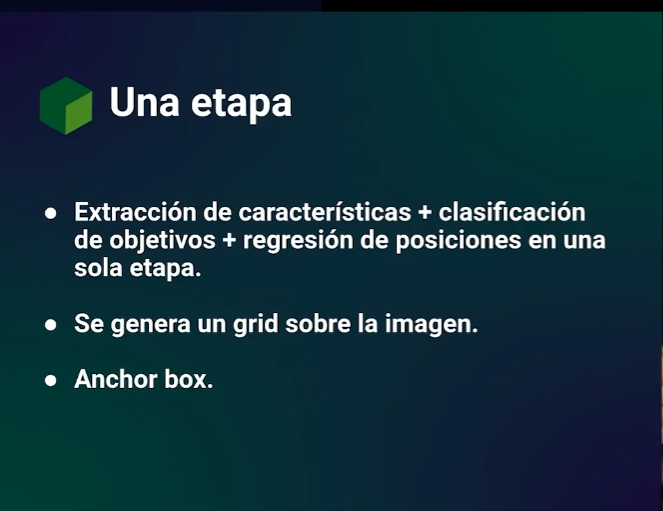 Una etapa
● Extracción de características + clasificación
de objetivos + regresión de posiciones en una
sola etapa.
● Se genera un grid sobre la imagen.
● Anchor box.